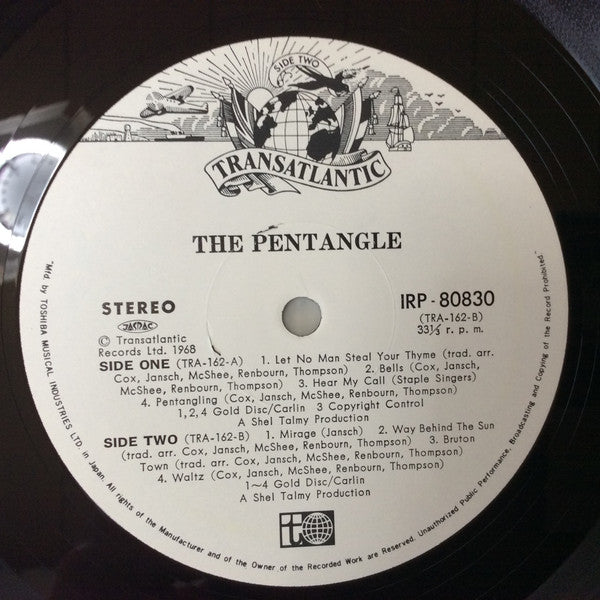 SIDE TWO
TRANSATLANTIC
THE PENTANGLE
STEREO
JASRAC
© Transatlantic
Records Ltd. 1968
IRP - 80830
(TRA-162-B)
33⅓ r. p. m.
SIDE ONE (TRA-162-A) 1. Let No Man Steal Your Thyme (trad. arr.
Cox, Jansch, McShee, Renbourn, Thompson) 2. Bells (Cox, Jansch,
McShee, Renbourn, Thompson) 3. Hear My Call (Staple Singers)
4. Pentangling (Cox, Jansch, McShee, Renbourn, Thompson)
1,2,4 Gold Disc/Carlin 3 Copyright Control
A Shel Talmy Production
SIDE TWO (TRA-162-B) 1. Mirage (Jansch) 2. Way Behind The Sun
(trad. arr. Cox, Jansch, McShee, Renbourn, Thompson) 3. Bruton
Town (trad. arr. Cox, Jansch, McShee, Renbourn, Thompson)
4. Waltz (Cox, Jansch, McShee, Renbourn, Thompson)
1~4 Gold Disc/Carlin
A Shel Talmy Production
"Mfd. by TOSHIBA MUSICAL INDUSTRIES LTD. in Japan. All rights of the Manufacturer and of the Owner of the Recorded Work are Reserved. Unauthorized Public Performance, Broadcasting and Copying of the Record Prohibited"